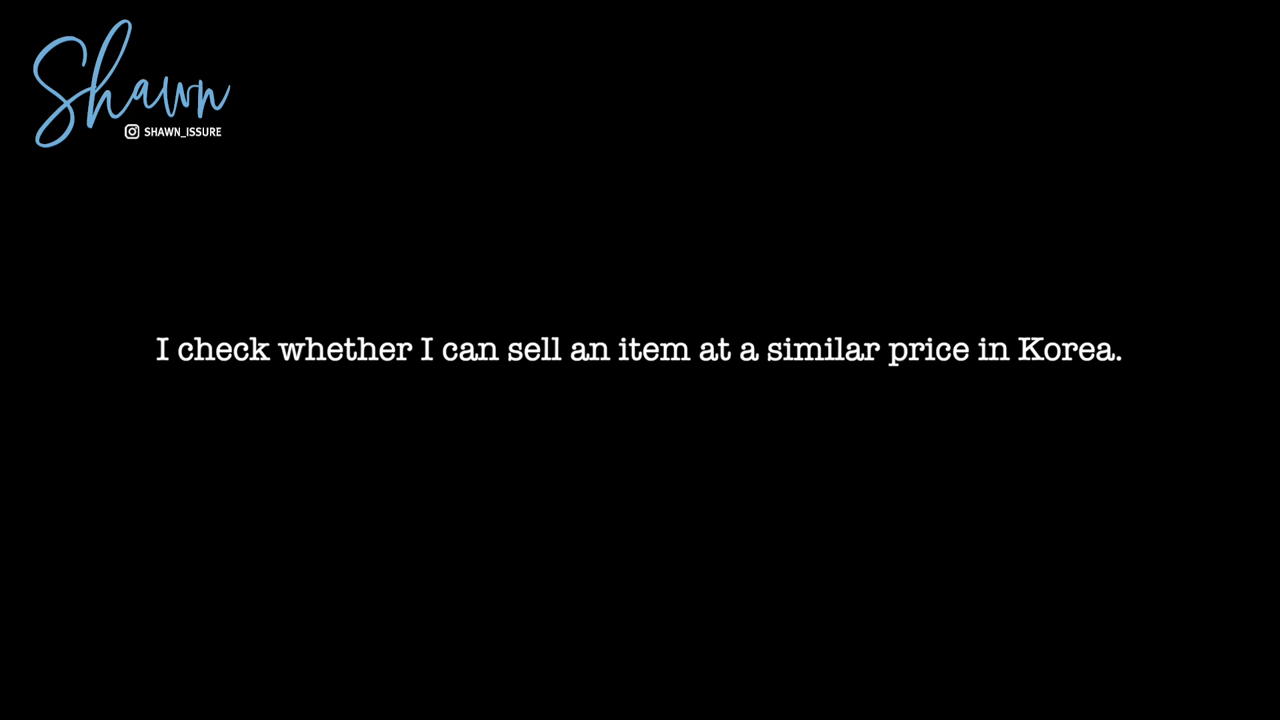 Shawn
SHAWN_ISSURE
I check whether I can sell an item at a similar price in Korea.